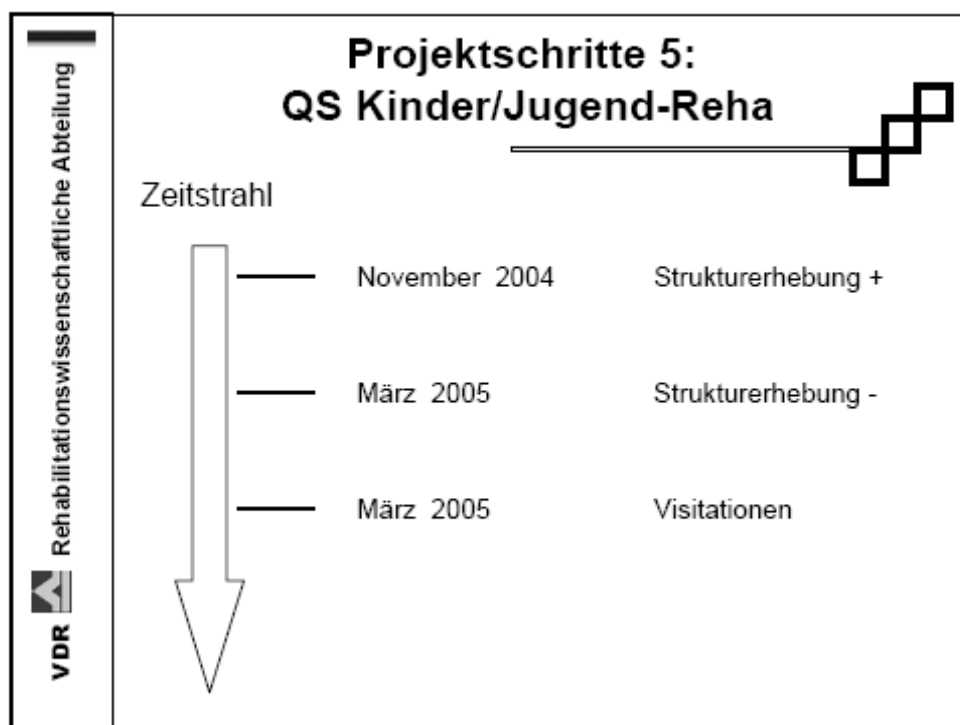 Projektschritte 5:
QS Kinder/Jugend-Reha
Zeitstrahl
November 2004 Strukturerhebung +
März 2005 Strukturerhebung -
März 2005 Visitationen
VDR Rehabilitationswissenschaftliche Abteilung